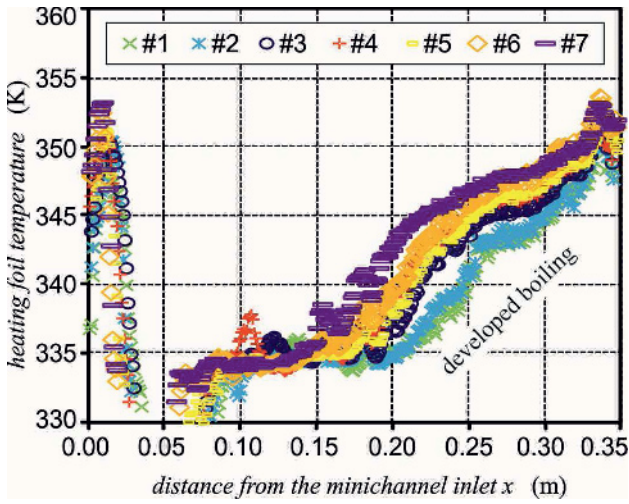 360
#1 #2 #3 #4 #5 #6 #7
355
350
345
340
335
330
heating foil temperature (K)
developed boiling
0.00 0.05 0.10 0.15 0.20 0.25 0.30 0.35
distance from the minichannel inlet x (m)